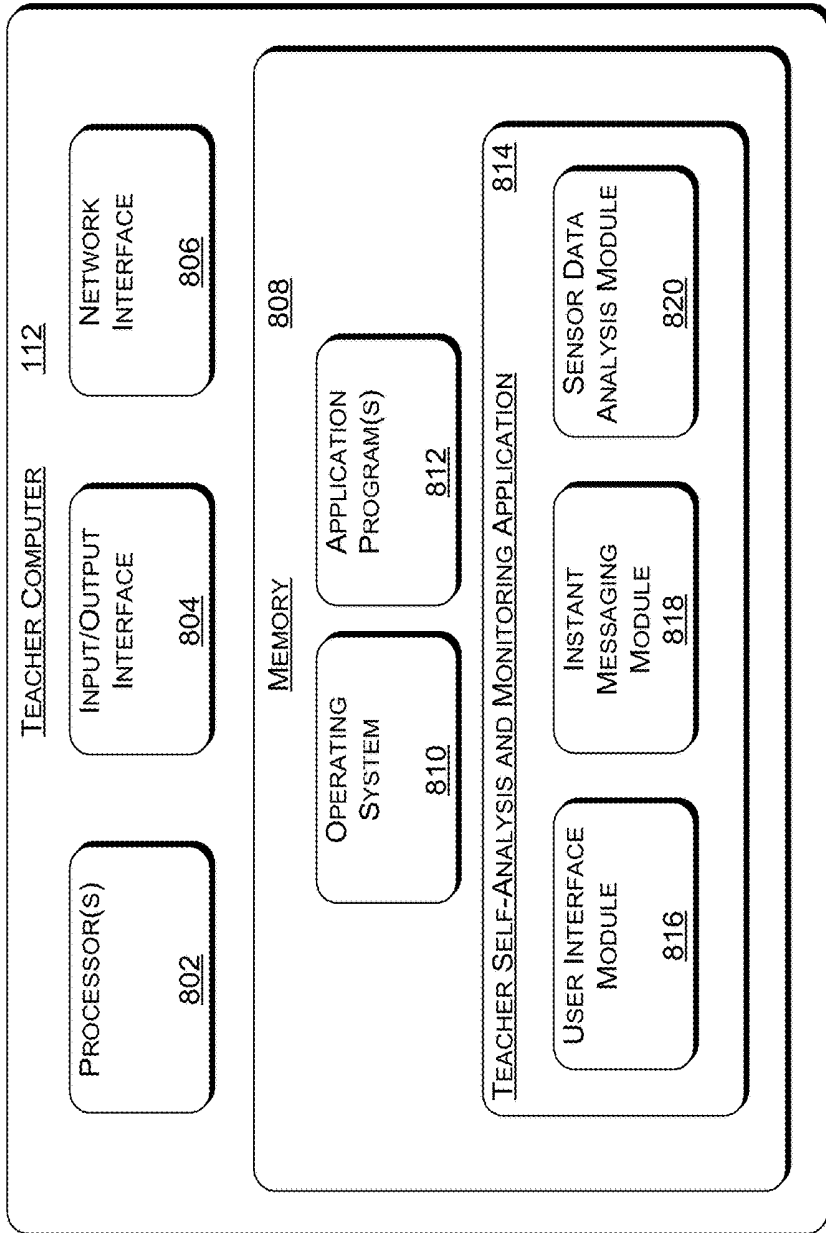 TEACHER COMPUTER 112
PROCESSOR(S)
802
INPUT/OUTPUT
INTERFACE
804
NETWORK
INTERFACE
806
MEMORY 808
OPERATING
SYSTEM
810
APPLICATION
PROGRAM(S)
812
TEACHER SELF-ANALYSIS AND MONITORING APPLICATION 814
USER INTERFACE
MODULE
816
INSTANT
MESSAGING
MODULE
818
SENSOR DATA
ANALYSIS MODULE
820